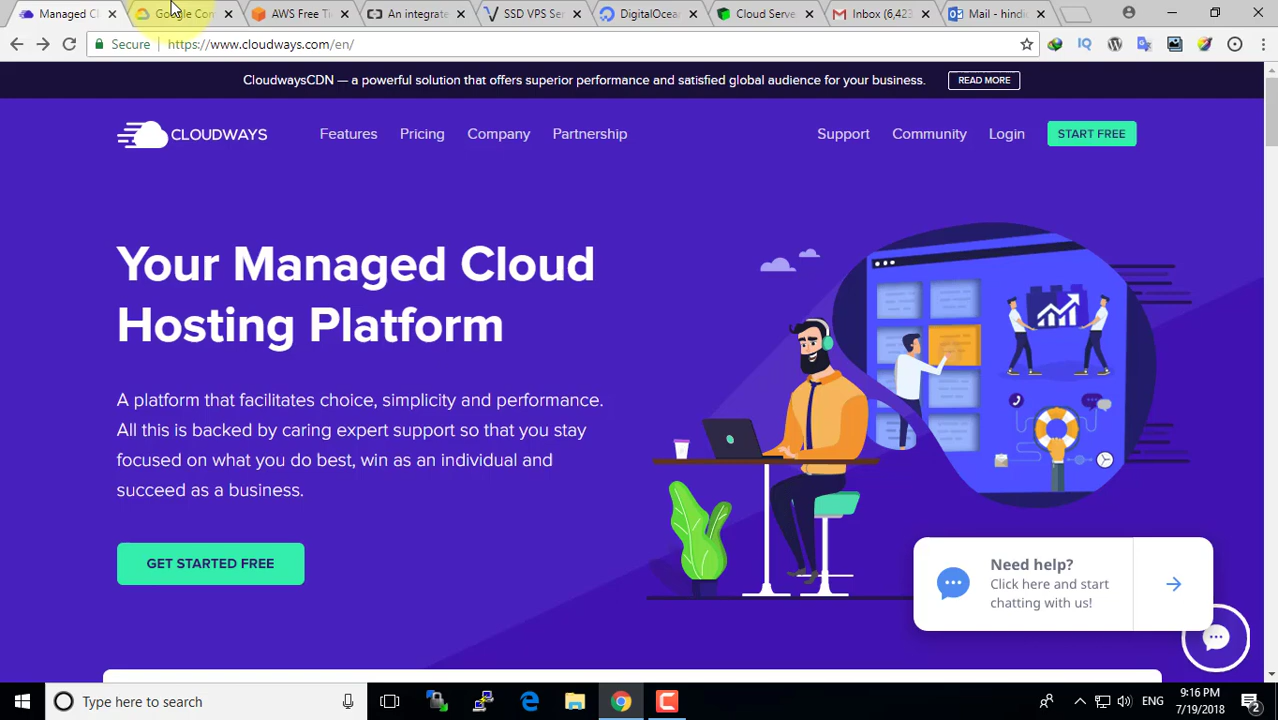 Managed Cl
Google Com
AWS Free Ti
An integrate
SSD VPS Ser
DigitalOcean
Cloud Serve
Inbox (6,423
Mail - hindic
Secure
https://www.cloudways.com/en/
CloudwaysCDN — a powerful solution that offers superior performance and satisfied global audience for your business.
READ MORE
CLOUDWAYS
Features
Pricing
Company
Partnership
Support
Community
Login
START FREE
Your Managed Cloud
Hosting Platform
A platform that facilitates choice, simplicity and performance.
All this is backed by caring expert support so that you stay
focused on what you do best, win as an individual and
succeed as a business.
GET STARTED FREE
Need help?
Click here and start
chatting with us!
Type here to search
ENG
9:16 PM
7/19/2018
2